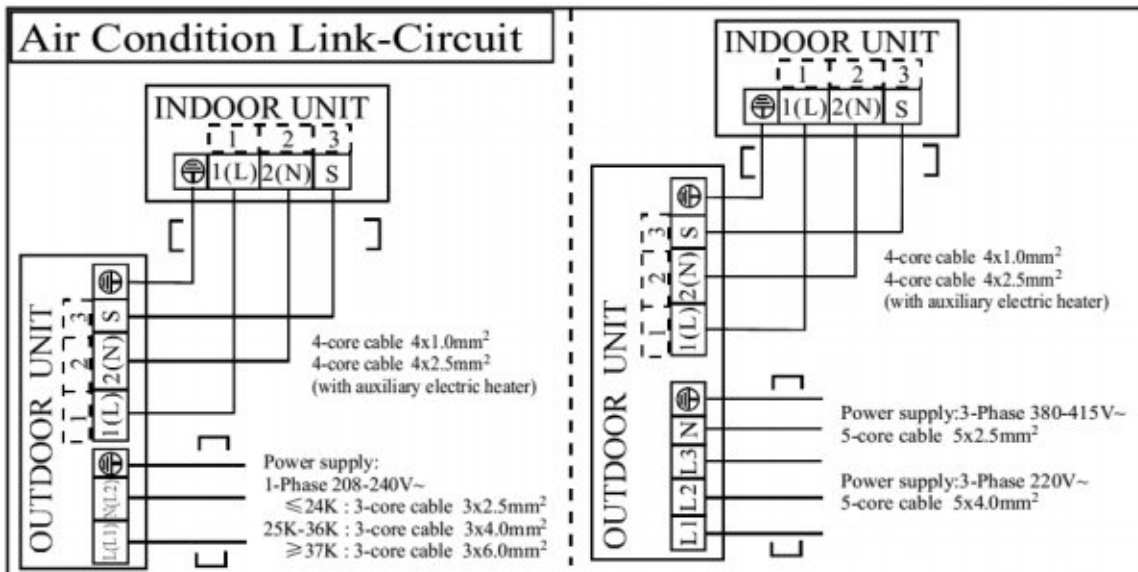 Air Condition Link-Circuit
INDOOR UNIT
1 2 3
1(L) 2(N) S
OUTDOOR UNIT
3 S
2 2(N)
1 1(L)
N(L2)
L(L1)
4-core cable 4x1.0mm²
4-core cable 4x2.5mm²
(with auxiliary electric heater)
Power supply:
1-Phase 208-240V~
≤24K : 3-core cable 3x2.5mm²
25K-36K : 3-core cable 3x4.0mm²
≥37K : 3-core cable 3x6.0mm²
INDOOR UNIT
1 2 3
1(L) 2(N) S
OUTDOOR UNIT
3 S
2 2(N)
1 1(L)
N
L3
L2
L1
4-core cable 4x1.0mm²
4-core cable 4x2.5mm²
(with auxiliary electric heater)
Power supply:3-Phase 380-415V~
5-core cable 5x2.5mm²
Power supply:3-Phase 220V~
5-core cable 5x4.0mm²